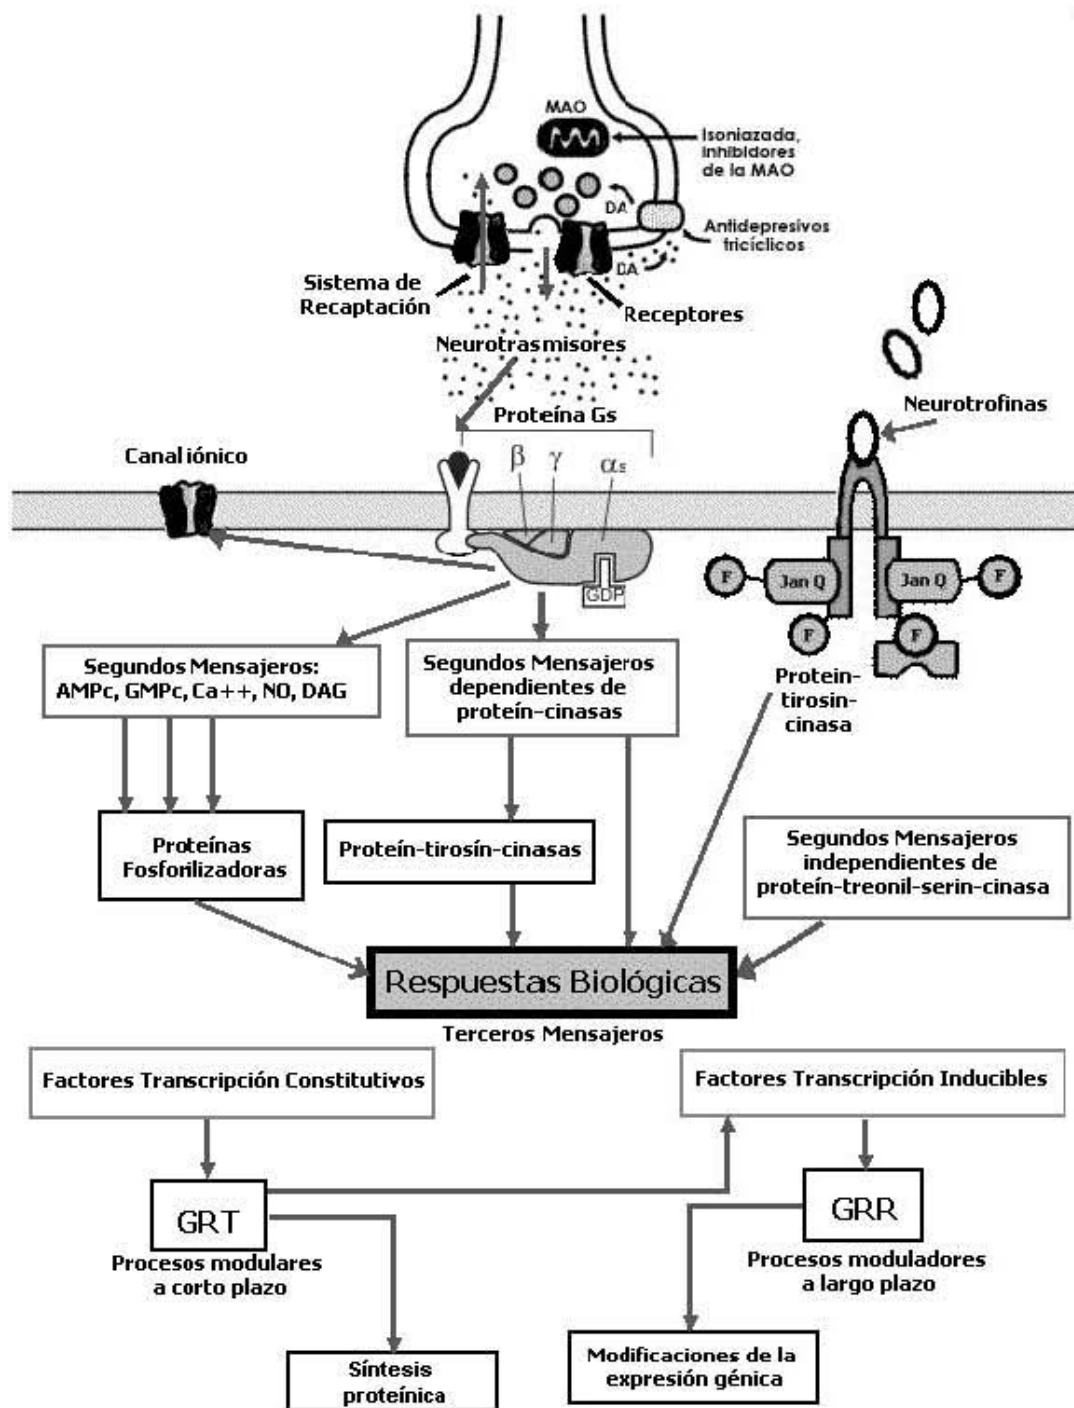 MAO
Isoniazada,
inhibidores
de la MAO
DA
Antidepresivos
tricíclicos
DA
Sistema de
Recaptación
Receptores
Neurotrasmisores
Neurotrofinas
Proteína Gs
Canal iónico
β γ αs
GDP
F Jan Q Jan Q F
F F
Segundos Mensajeros:
AMPc, GMPc, Ca++, NO, DAG
Segundos Mensajeros
dependientes de
proteín-cinasas
Protein-
tirosin-
cinasa
Proteínas
Fosforilizadoras
Proteín-tirosín-cinasas
Segundos Mensajeros
independientes de
proteín-treonil-serin-cinasa
Respuestas Biológicas
Terceros Mensajeros
Factores Transcripción Constitutivos
Factores Transcripción Inducibles
GRT
GRR
Procesos modulares
a corto plazo
Procesos moduladores
a largo plazo
Síntesis
proteínica
Modificaciones de la
expresión génica